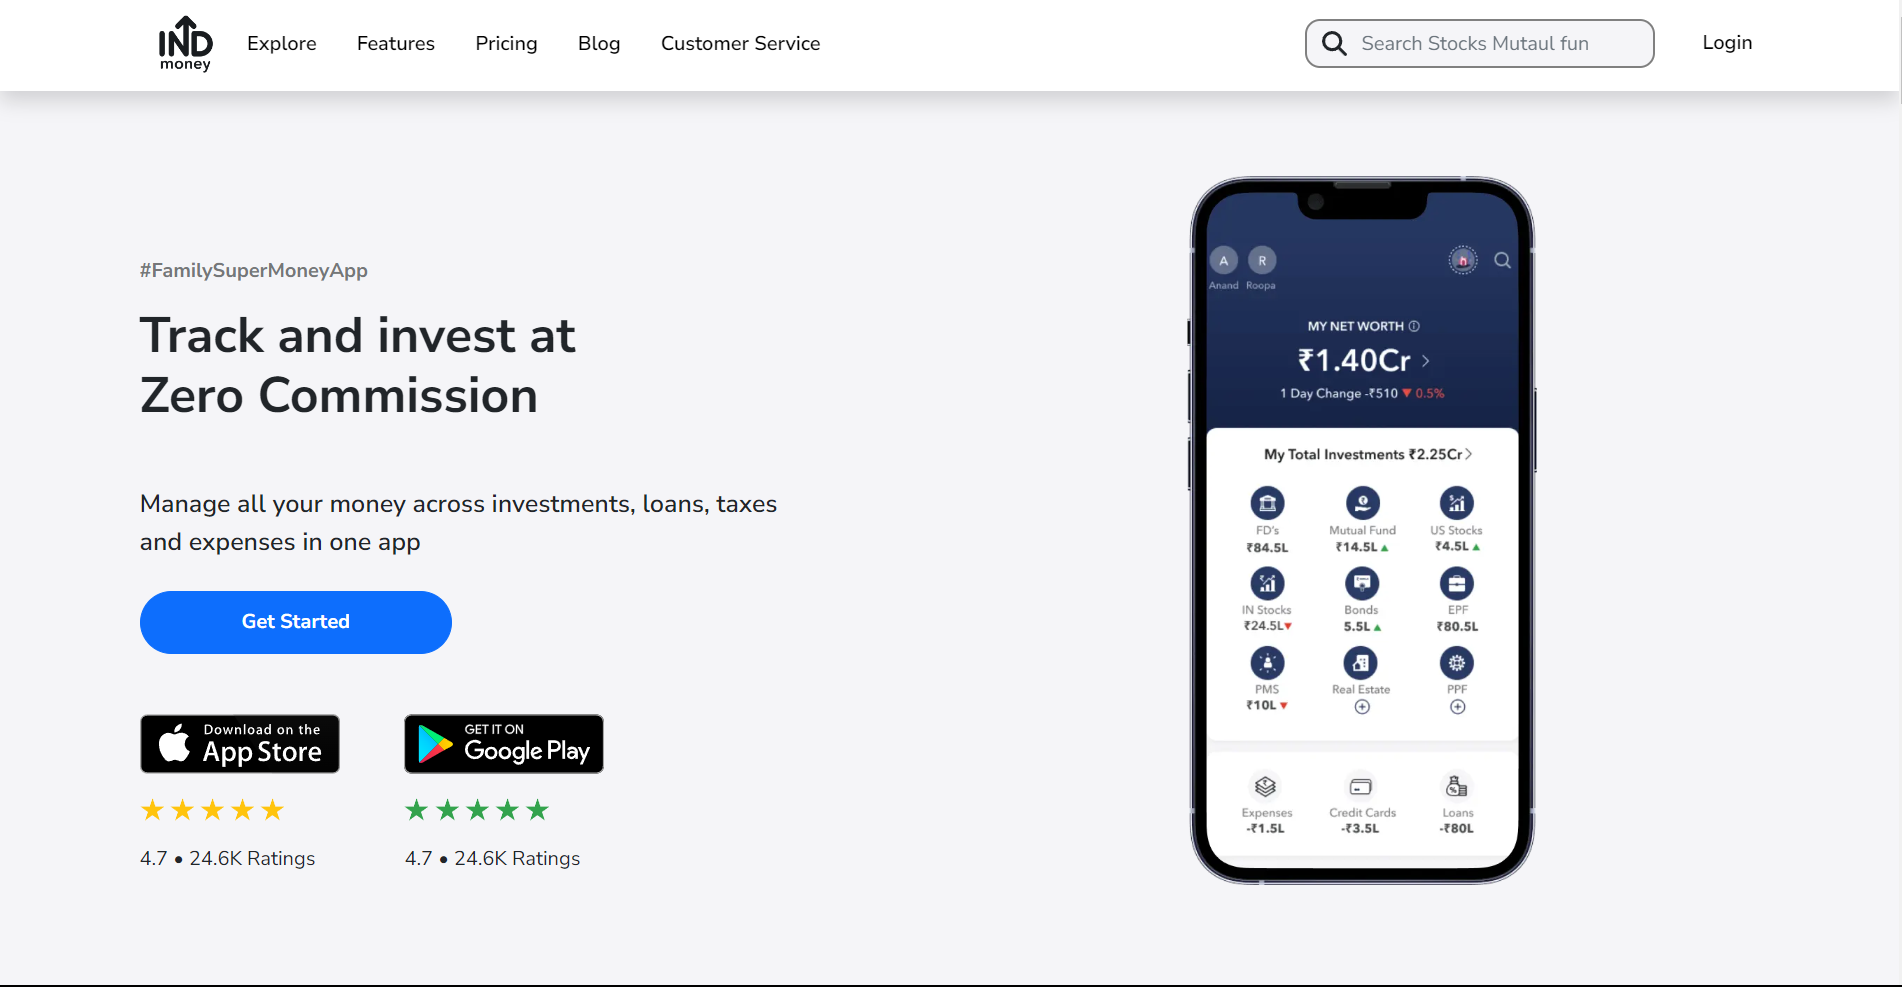 IND
money
Explore
Features
Pricing
Blog
Customer Service
Search Stocks Mutaul fun
Login
#FamilySuperMoneyApp
Track and invest at
Zero Commission
Manage all your money across investments, loans, taxes
and expenses in one app
Get Started
Download on the
App Store
GET IT ON
Google Play
4.7 • 24.6K Ratings
4.7 • 24.6K Ratings
A R
Anand Roopa
MY NET WORTH
₹1.40Cr
1 Day Change -₹510 ▼ 0.5%
My Total Investments ₹2.25Cr
FD's Mutual Fund US Stocks
₹84.5L ₹14.5L ▲ ₹4.5L ▲
IN Stocks Bonds EPF
₹24.5L ▼ 5.5L ▲ ₹80.5L
PMS Real Estate PPF
₹10L ▼
Expenses Credit Cards Loans
-₹1.5L -₹3.5L -₹80L